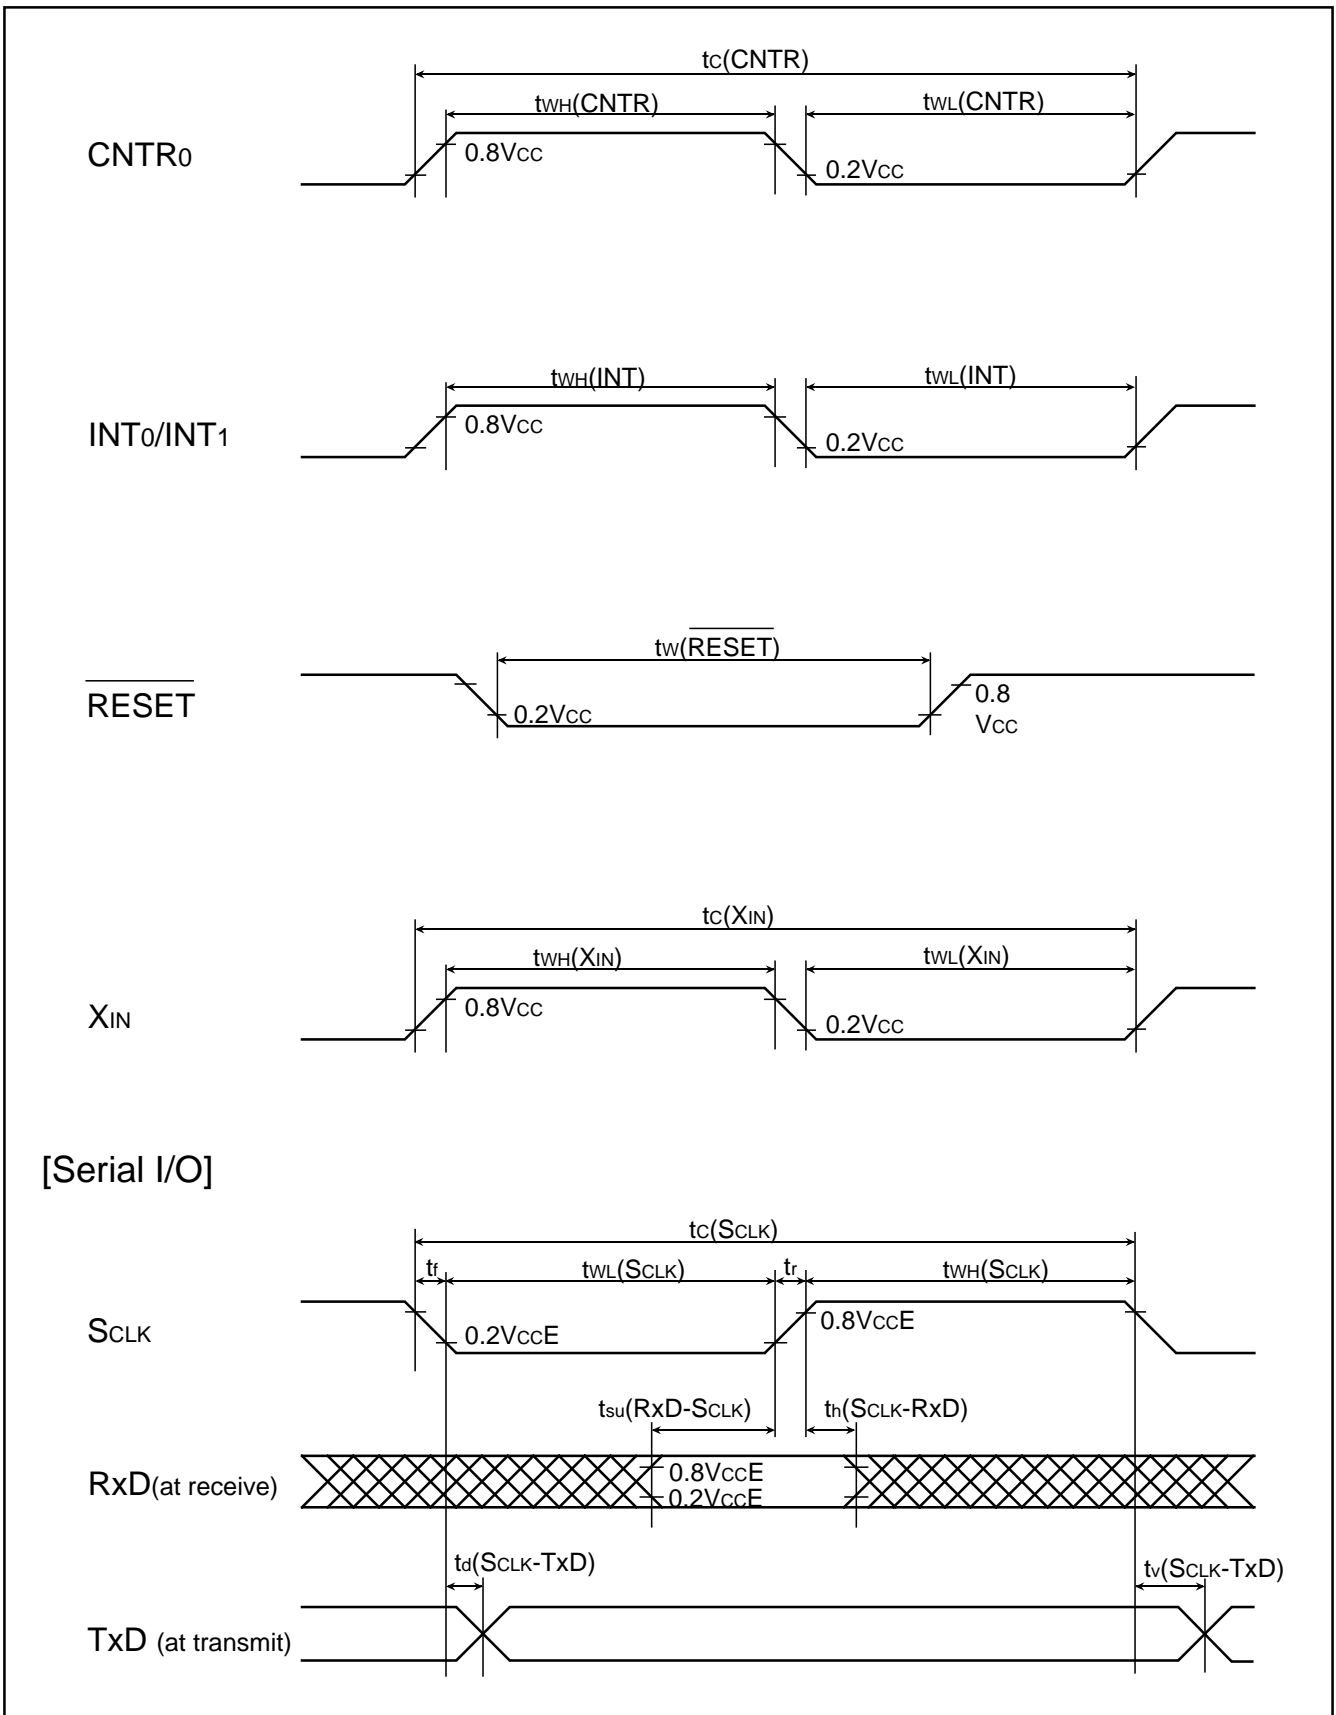 tC(CNTR)
tWH(CNTR)
tWL(CNTR)
CNTR0
0.8VCC
0.2VCC
tWH(INT)
tWL(INT)
INT0/INT1
0.8VCC
0.2VCC
tW(RESET)
RESET
0.2VCC
0.8
VCC
tC(XIN)
tWH(XIN)
tWL(XIN)
XIN
0.8VCC
0.2VCC
[Serial I/O]
tC(SCLK)
tf
tWL(SCLK)
tr
tWH(SCLK)
SCLK
0.2VCCE
0.8VCCE
tsu(RxD-SCLK)
th(SCLK-RxD)
RxD(at receive)
0.8VCCE
0.2VCCE
td(SCLK-TxD)
tv(SCLK-TxD)
TxD (at transmit)